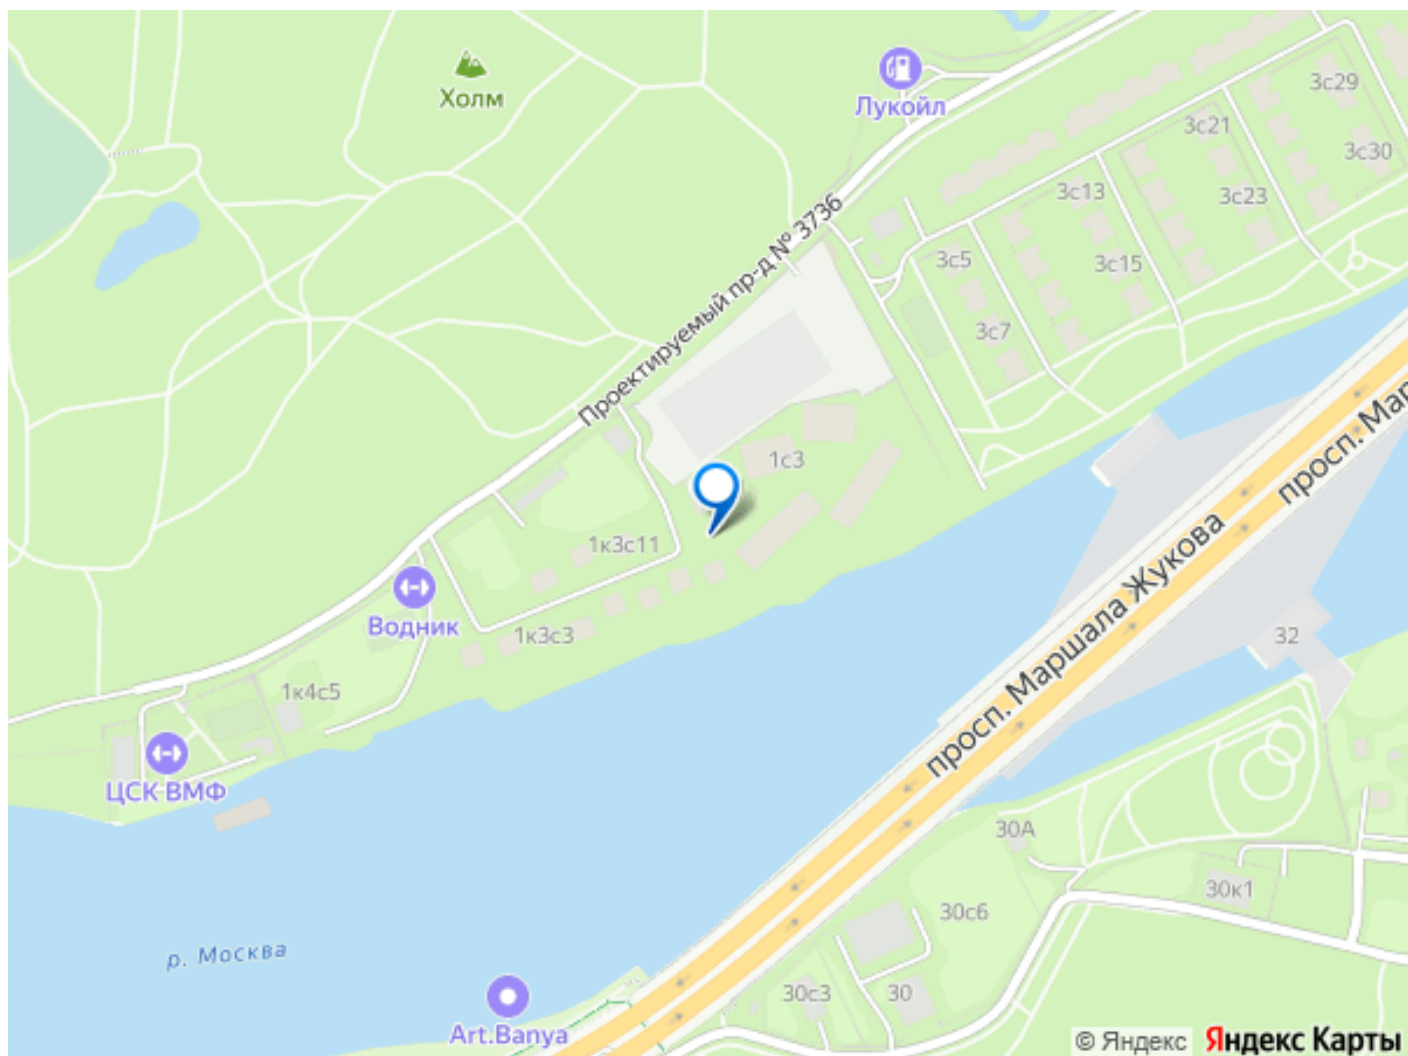 Холм
Лукойл
3с29
3с21
3с30
3с13
3с23
Проектируемый пр-д № 3736
3с5
3с15
3с7
1с3
просп. Мар
1к3с11
Водник
1к3с3
просп. Маршала Жукова
32
1к4с5
ЦСК ВМФ
30А
30к1
30с6
р. Москва
30с3
30
Art.Banya
© Яндекс
Яндекс Карты